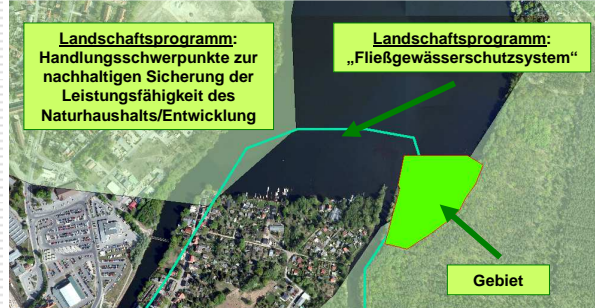 Landschaftsprogramm:
Handlungsschwerpunkte zur
nachhaltigen Sicherung der
Leistungsfähigkeit des
Naturhaushalts/Entwicklung
Landschaftsprogramm:
„Fließgewässerschutzsystem“
Gebiet